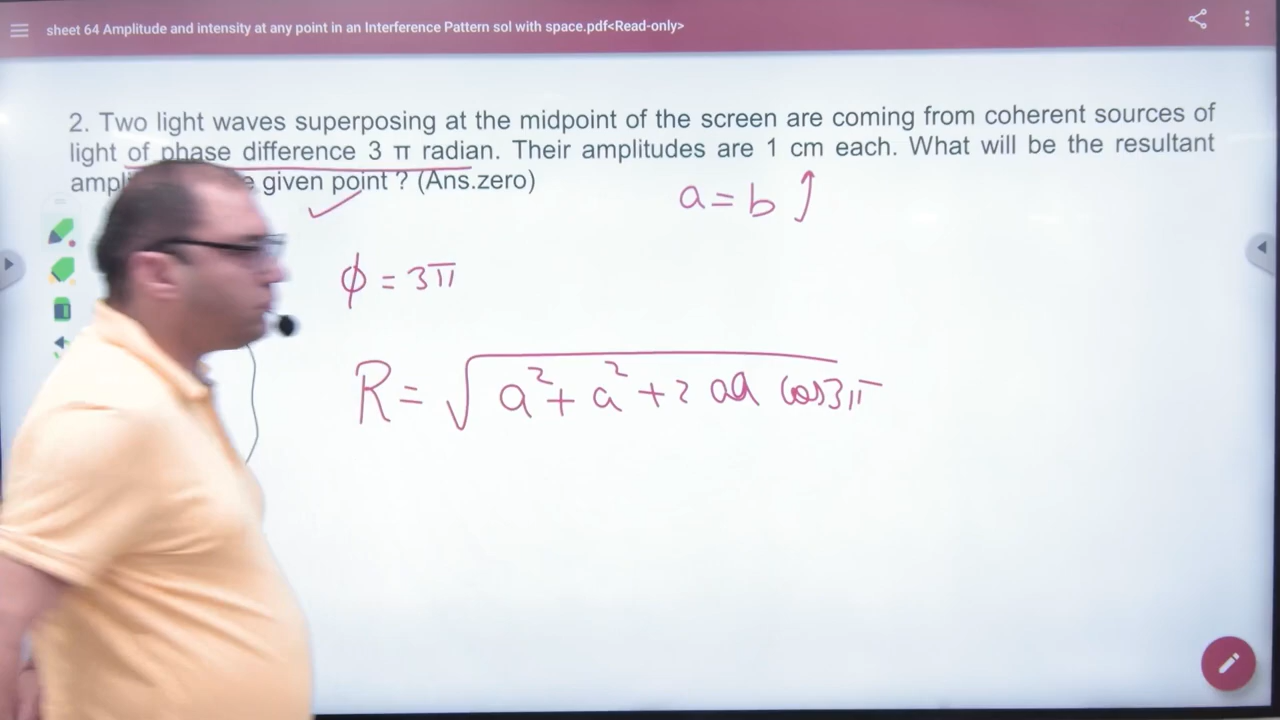 sheet 64 Amplitude and intensity at any point in an Interference Pattern sol with space.pdf<Read-only>
2. Two light waves superposing at the midpoint of the screen are coming from coherent sources of
light of phase difference 3 π radian. Their amplitudes are 1 cm each. What will be the resultant
given point ? (Ans.zero)
a = b
ϕ = 3π
R = √ a² + a² + 2 aa cos3π